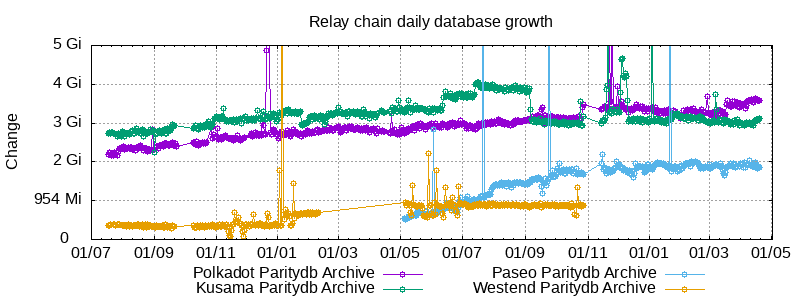 Relay chain daily database growth
5 Gi
4 Gi
3 Gi
2 Gi
954 Mi
0
Change
01/07 01/09 01/11 01/01 01/03 01/05 01/07 01/09 01/11 01/01 01/03 01/05
Polkadot Paritydb Archive Paseo Paritydb Archive
Kusama Paritydb Archive Westend Paritydb Archive